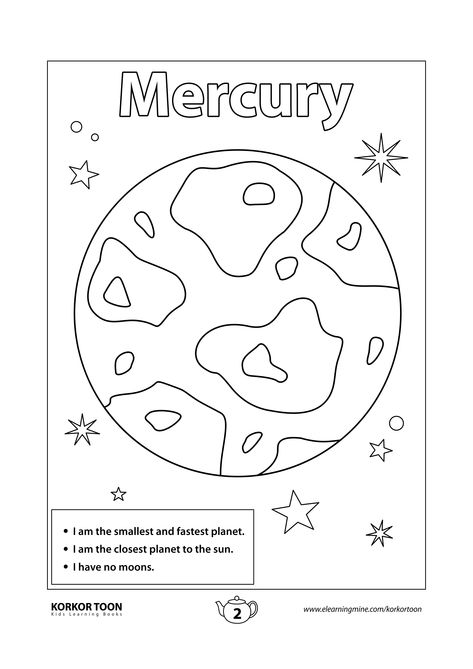 Mercury
• I am the smallest and fastest planet.
• I am the closest planet to the sun.
• I have no moons.
KORKOR TOON
Kids Learning Books
2
www.elearningmine.com/korkortoon